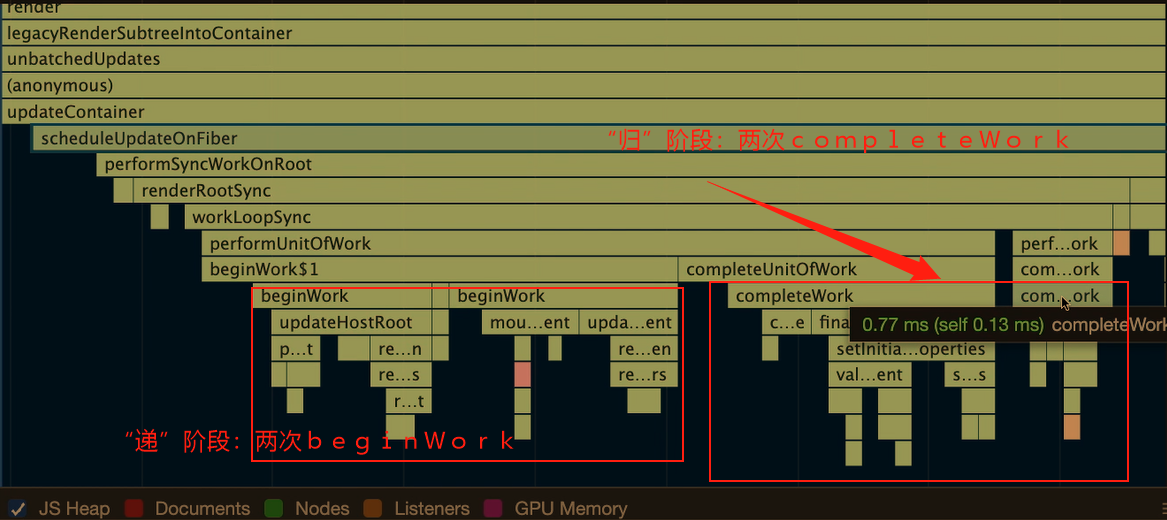 render
legacyRenderSubtreeIntoContainer
unbatchedUpdates
(anonymous)
updateContainer
scheduleUpdateOnFiber
“归”阶段：两次completeWork
performSyncWorkOnRoot
renderRootSync
workLoopSync
performUnitOfWork perf…ork
beginWork$1 completeUnitOfWork com…ork
beginWork beginWork completeWork com…ork
updateHostRoot mou…ent upda…ent c…e fina
0.77 ms (self 0.13 ms) completeWork
p…t re…n re…en setInitia…operties
re…s re…rs val…ent s…s
r…t
“递”阶段：两次beginWork
JS Heap Documents Nodes Listeners GPU Memory